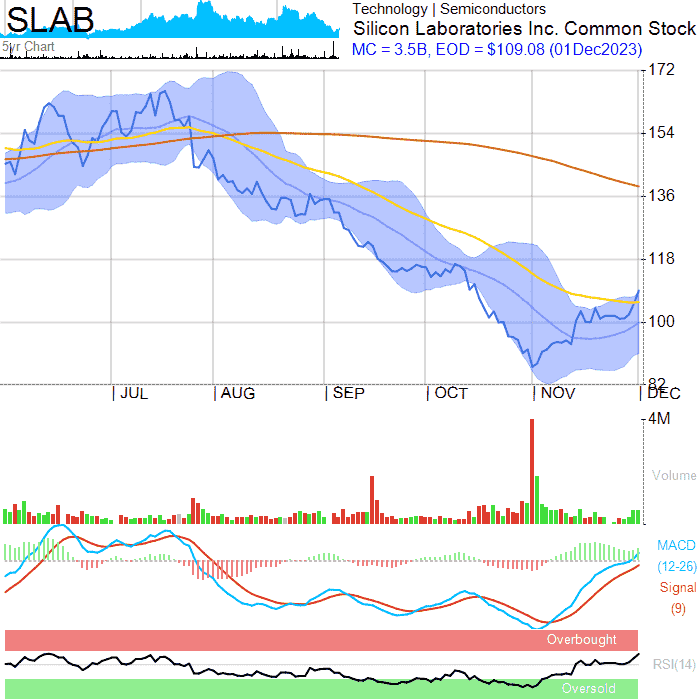 SLAB
5yr Chart
Technology | Semiconductors
Silicon Laboratories Inc. Common Stock
MC = 3.5B, EOD = $109.08 (01Dec2023)
172
154
136
118
100
82
JUL
AUG
SEP
OCT
NOV
DEC
4M
Volume
MACD
(12-26)
Signal
(9)
Overbought
RSI(14)
Oversold